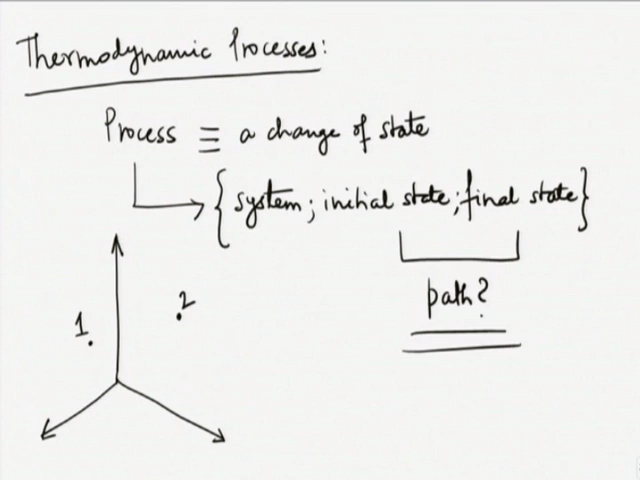 Thermodynamic Processes:
Process ≡ a change of state
{system; initial state; final state}
path?
1
2